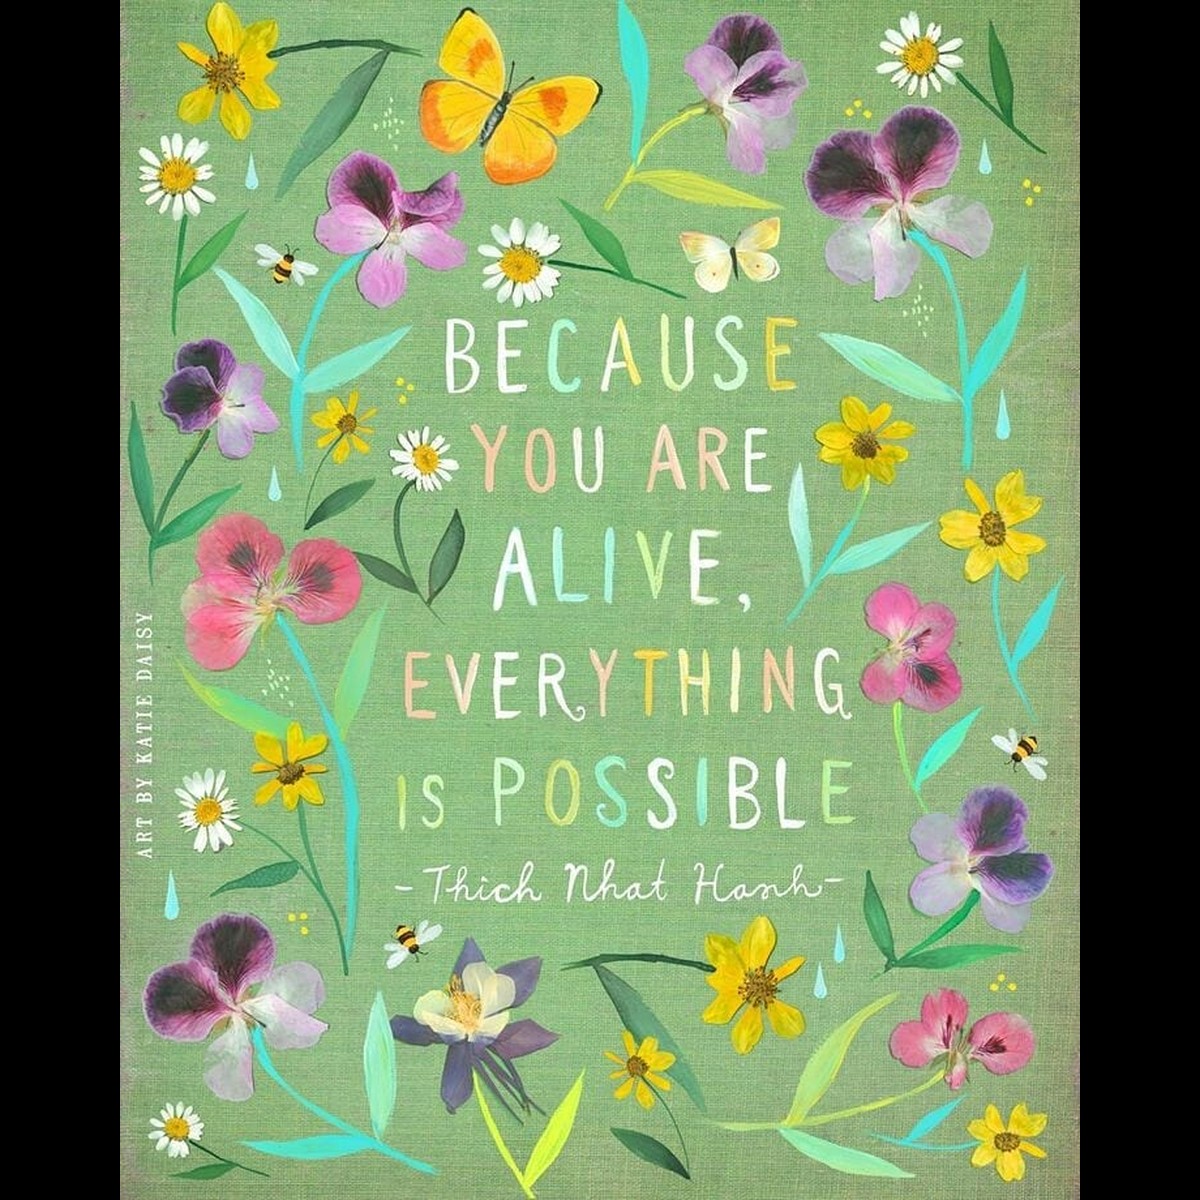 BECAUSE
YOU ARE
ALIVE,
EVERYTHING
IS POSSIBLE
-Thich Nhat Hanh-
ART BY KATIE DAISY